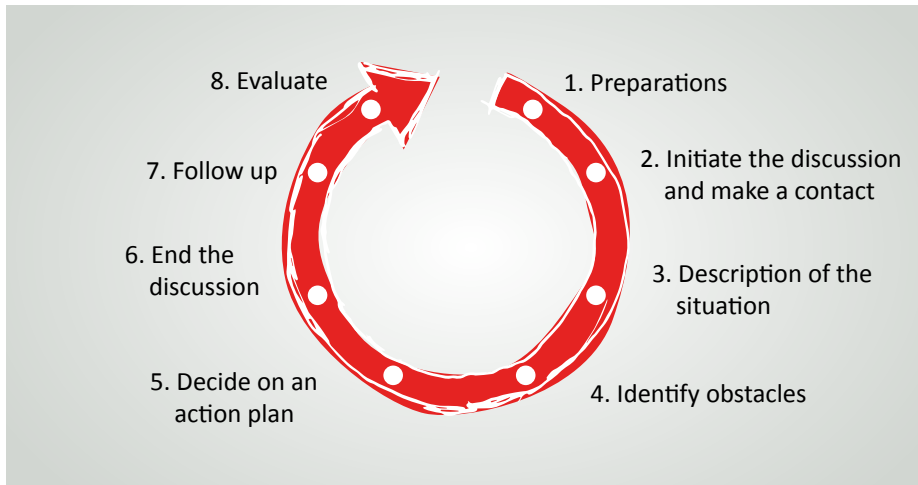 1. Preparations
2. Initiate the discussion
and make a contact
3. Description of the
situation
4. Identify obstacles
5. Decide on an
action plan
6. End the
discussion
7. Follow up
8. Evaluate